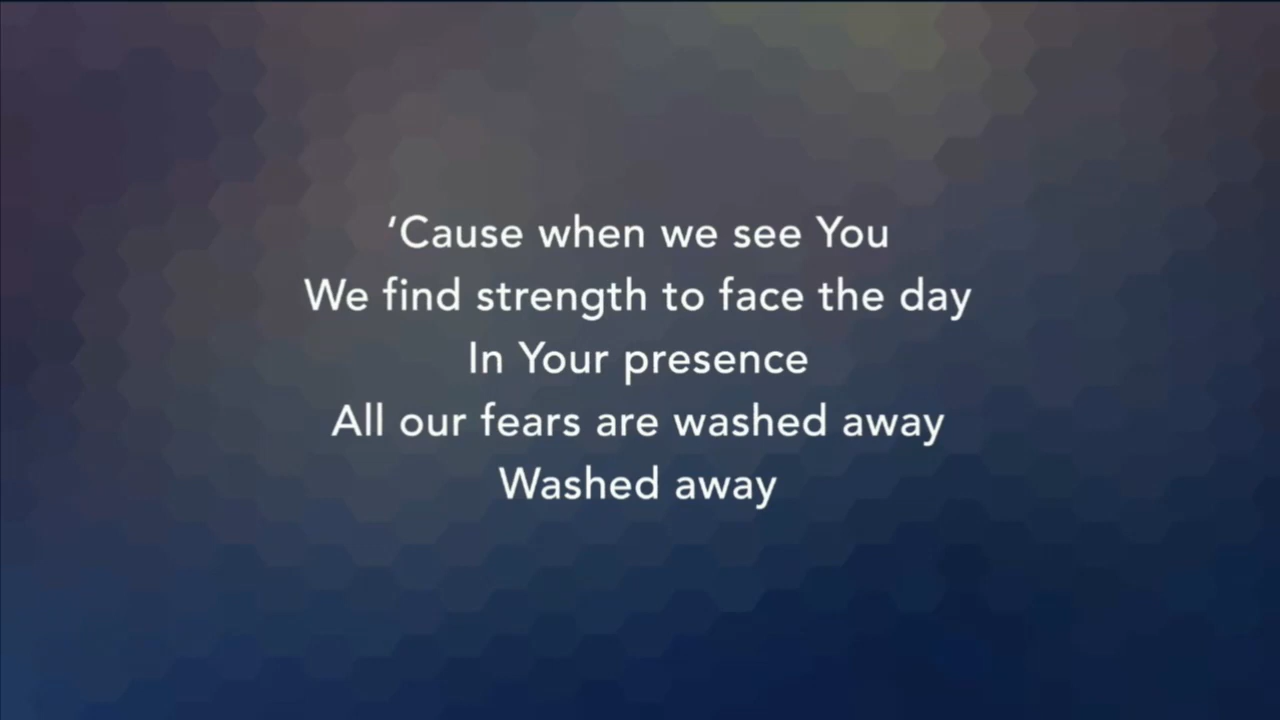 ‘Cause when we see You
We find strength to face the day
In Your presence
All our fears are washed away
Washed away